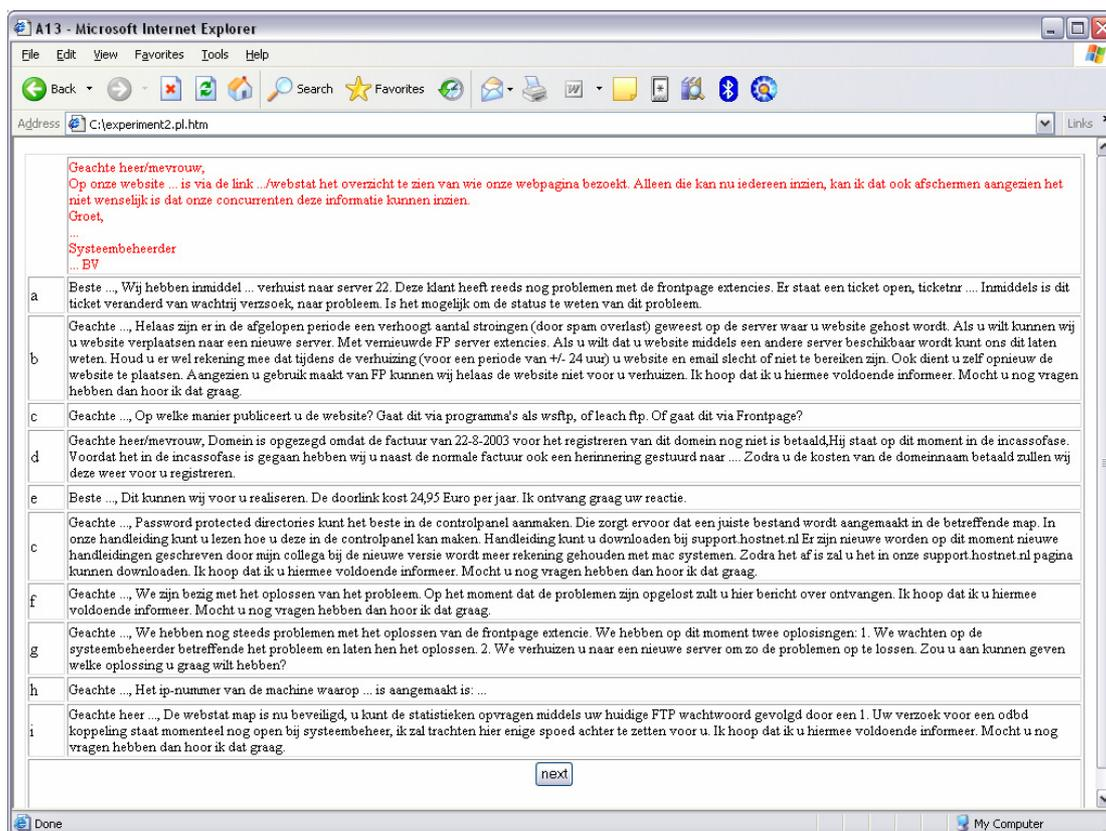 A13 - Microsoft Internet Explorer
File Edit View Favorites Tools Help
Back Search Favorites
Address C:\experiment2.pl.htm Links
Geachte heer/mevrouw,
Op onze website ... is via de link .../webstat het overzicht te zien van wie onze webpagina bezoekt. Alleen die kan nu iedereen inzien, kan ik dat ook afschermen aangezien het
niet wenselijk is dat onze concurrenten deze informatie kunnen inzien.
Groet,
...
Systeembeheerder
... BV
a Beste ..., Wij hebben inmiddel ... verhuist naar server 22. Deze klant heeft reeds nog problemen met de frontpage extencies. Er staat een ticket open, ticketnr .... Inmiddels is dit
ticket veranderd van wachtrij verzsoek, naar probleem. Is het mogelijk om de status te weten van dit probleem.
b Geachte ..., Helaas zijn er in de afgelopen periode een verhoogt aantal stroingen (door spam overlast) geweest op de server waar u website gehost wordt. Als u wilt kunnen wij
u website verplaatsen naar een nieuwe server. Met vernieuwde FP server extencies. Als u wilt dat u website middels een andere server beschikbaar wordt kunt ons dit laten
weten. Houd u er wel rekening mee dat tijdens de verhuizing (voor een periode van +/- 24 uur) u website en email slecht of niet te bereiken zijn. Ook dient u zelf opnieuw de
website te plaatsen. Aangezien u gebruik maakt van FP kunnen wij helaas de website niet voor u verhuizen. Ik hoop dat ik u hiermee voldoende informeer. Mocht u nog vragen
hebben dan hoor ik dat graag.
c Geachte ..., Op welke manier publiceert u de website? Gaat dit via programma's als wsftp, of leach ftp. Of gaat dit via Frontpage?
d Geachte heer/mevrouw, Domein is opgezegd omdat de factuur van 22-8-2003 voor het registreren van dit domein nog niet is betaald,Hij staat op dit moment in de incassofase.
Voordat het in de incassofase is gegaan hebben wij u naast de normale factuur ook een herinnering gestuurd naar .... Zodra u de kosten van de domeinnaam betaald zullen wij
deze weer voor u registreren.
e Beste ..., Dit kunnen wij voor u realiseren. De doorlink kost 24,95 Euro per jaar. Ik ontvang graag uw reactie.
c Geachte ..., Password protected directories kunt het beste in de controlpanel aanmaken. Die zorgt ervoor dat een juiste bestand wordt aangemaakt in de betreffende map. In
onze handleiding kunt u lezen hoe u deze in de controlpanel kan maken. Handleiding kunt u downloaden bij support.hostnet.nl Er zijn nieuwe worden op dit moment nieuwe
handleidingen geschreven door mijn collega bij de nieuwe versie wordt meer rekening gehouden met mac systemen. Zodra het af is zal u het in onze support.hostnet.nl pagina
kunnen downloaden. Ik hoop dat ik u hiermee voldoende informeer. Mocht u nog vragen hebben dan hoor ik dat graag.
f Geachte ..., We zijn bezig met het oplossen van het probleem. Op het moment dat de problemen zijn opgelost zult u hier bericht over ontvangen. Ik hoop dat ik u hiermee
voldoende informeer. Mocht u nog vragen hebben dan hoor ik dat graag.
g Geachte ..., We hebben nog steeds problemen met het oplossen van de frontpage extencie. We hebben op dit moment twee oplosisngen: 1. We wachten op de
systeembeheerder betreffende het probleem en laten hen het oplossen. 2. We verhuizen u naar een nieuwe server om zo de problemen op te lossen. Zou u aan kunnen geven
welke oplossing u graag wilt hebben?
h Geachte ..., Het ip-nummer van de machine waarop ... is aangemaakt is: ...
i Geachte heer ..., De webstat map is nu beveiligd, u kunt de statistieken opvragen middels uw huidige FTP wachtwoord gevolgd door een 1. Uw verzoek voor een odbd
koppeling staat momenteel nog open bij systeembeheer, ik zal trachten hier enige spoed achter te zetten voor u. Ik hoop dat ik u hiermee voldoende informeer. Mocht u nog
vragen hebben dan hoor ik dat graag.
next
Done My Computer